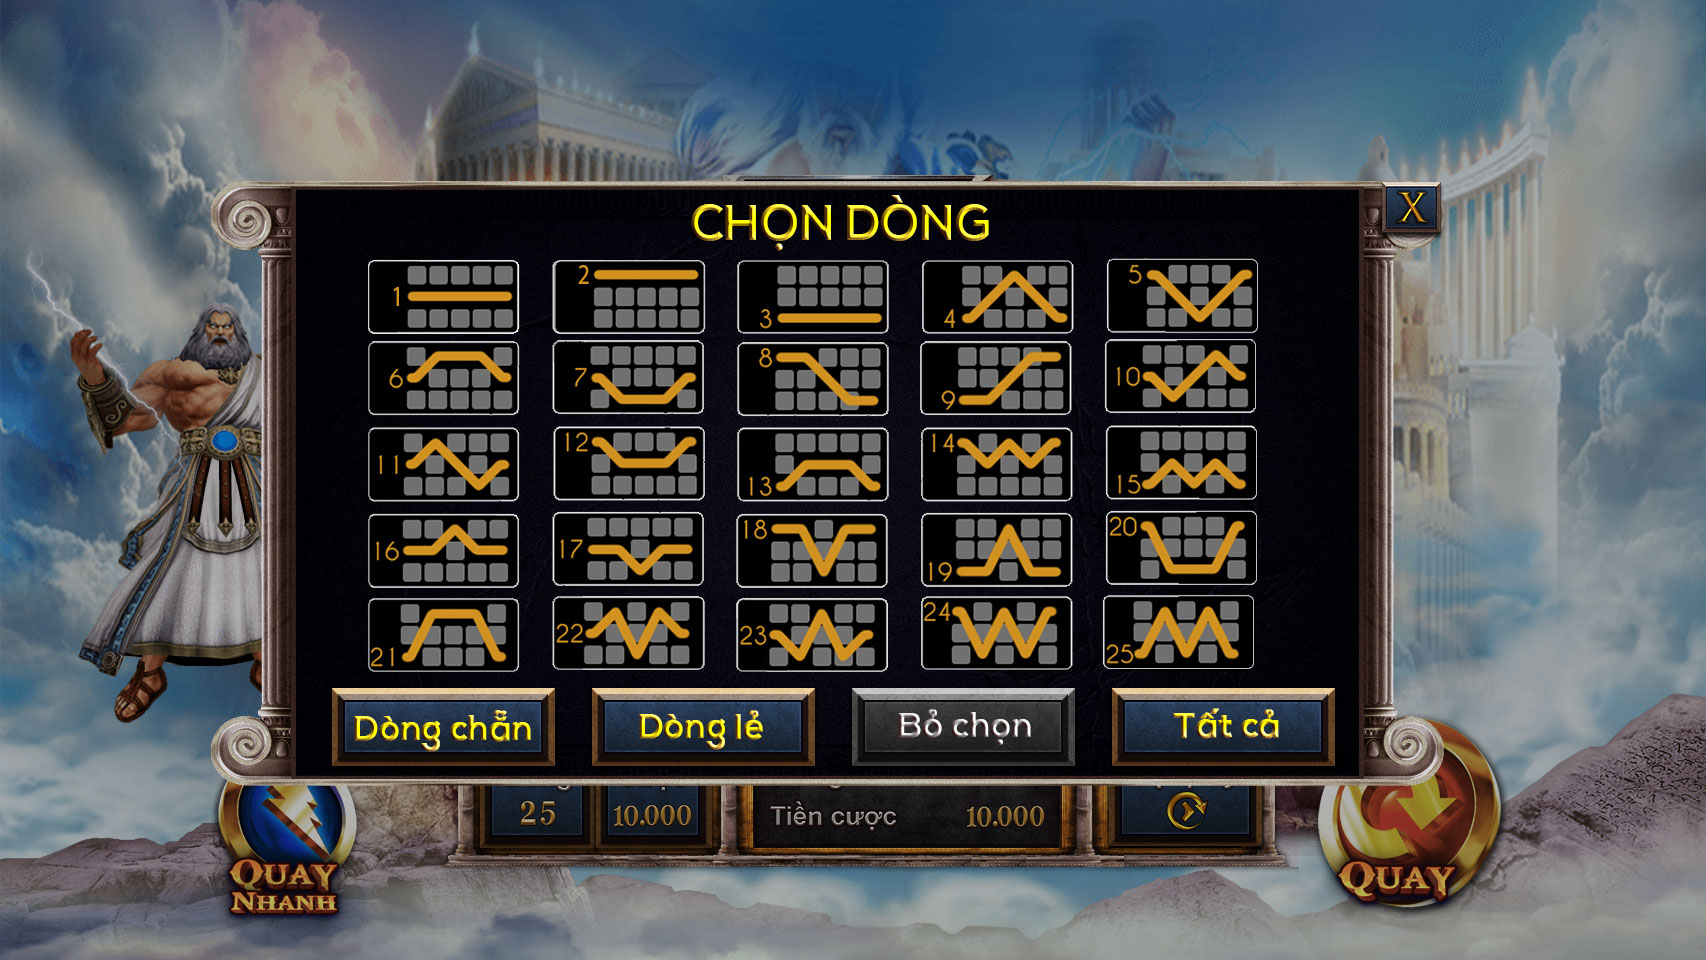 CHỌN DÒNG
X
1 2 3 4 5
6 7 8 9 10
11 12 13 14 15
16 17 18 19 20
21 22 23 24 25
Dòng chẵn Dòng lẻ Bỏ chọn Tất cả
25 10.000 Tiền cược 10.000
QUAY NHANH
QUAY